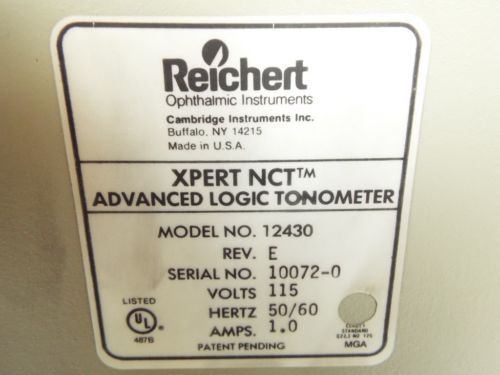 Reichert
Ophthalmic Instruments
Cambridge Instruments Inc.
Buffalo, NY 14215
Made in U.S.A.
XPERT NCT™
ADVANCED LOGIC TONOMETER
MODEL NO. 12430
REV. E
SERIAL NO. 10072-0
VOLTS 115
HERTZ 50/60
AMPS. 1.0
PATENT PENDING
LISTED
UL
487B
STANDARD
MGA